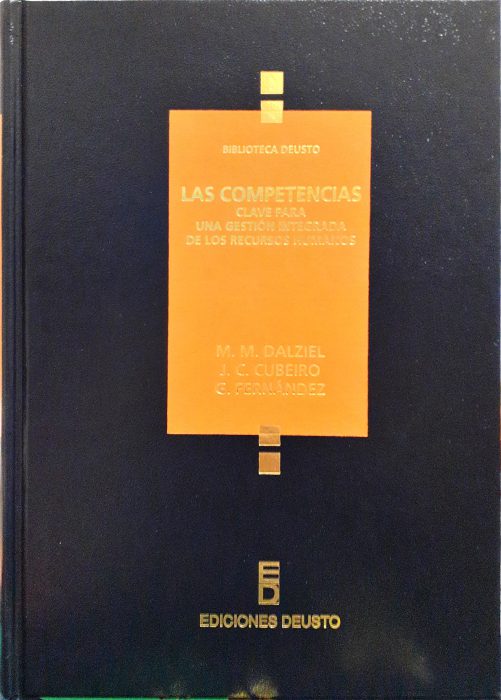 BIBLIOTECA DEUSTO
LAS COMPETENCIAS
CLAVE PARA
UNA GESTIÓN INTEGRADA
DE LOS RECURSOS HUMANOS
M. M. DALZIEL
J. C. CUBEIRO
G. FERNÁNDEZ
ED
EDICIONES DEUSTO